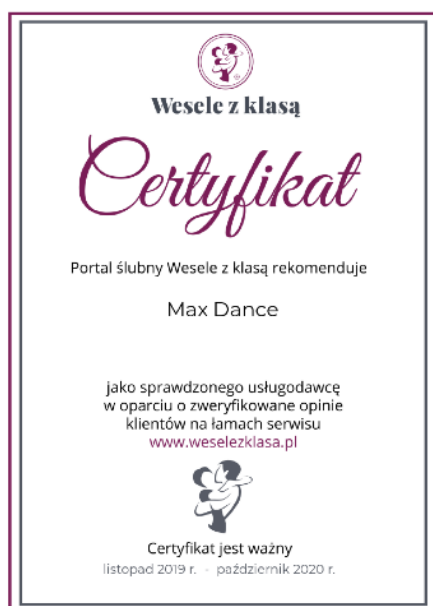 Wesele z klasą
Certyfikat
Portal ślubny Wesele z klasą rekomenduje
Max Dance
jako sprawdzonego usługodawcę
w oparciu o zweryfikowane opinie
klientów na łamach serwisu
www.weselezklasa.pl
Certyfikat jest ważny
listopad 2019 r. - październik 2020 r.